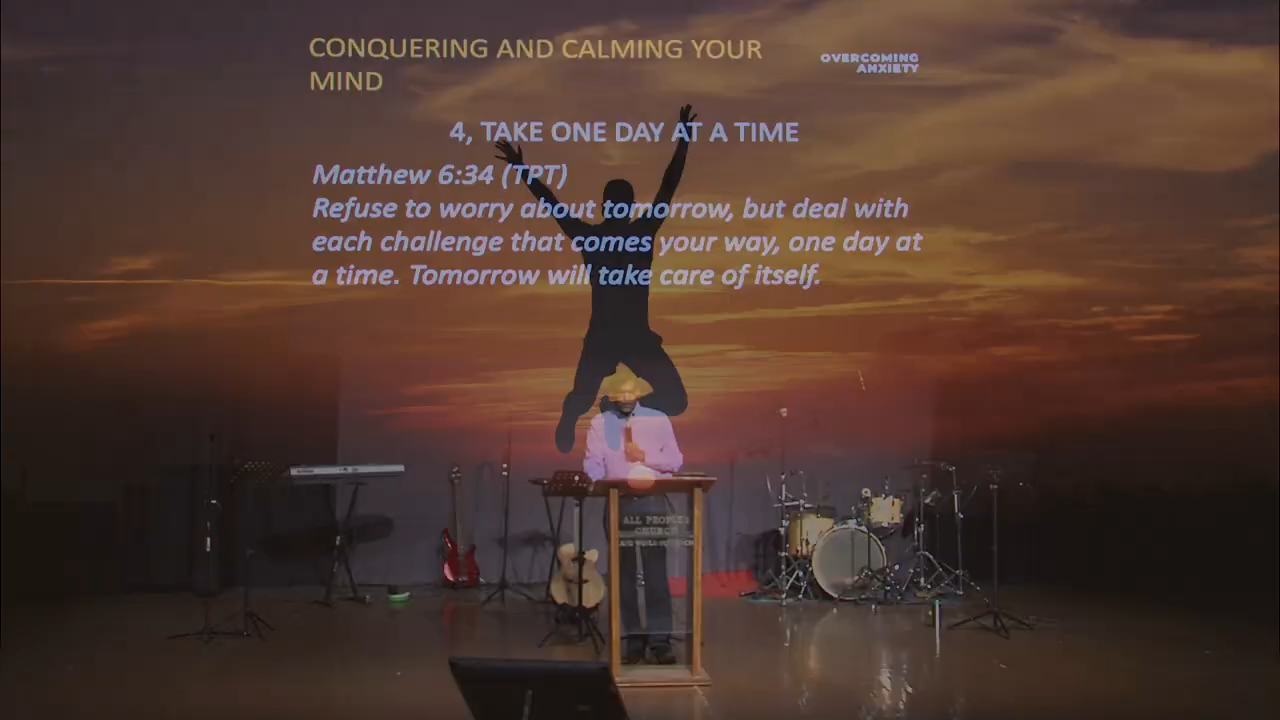 CONQUERING AND CALMING YOUR
MIND
OVERCOMING
ANXIETY
4, TAKE ONE DAY AT A TIME
Matthew 6:34 (TPT)
Refuse to worry about tomorrow, but deal with
each challenge that comes your way, one day at
a time. Tomorrow will take care of itself.
ALL PEOPLES
CHURCH